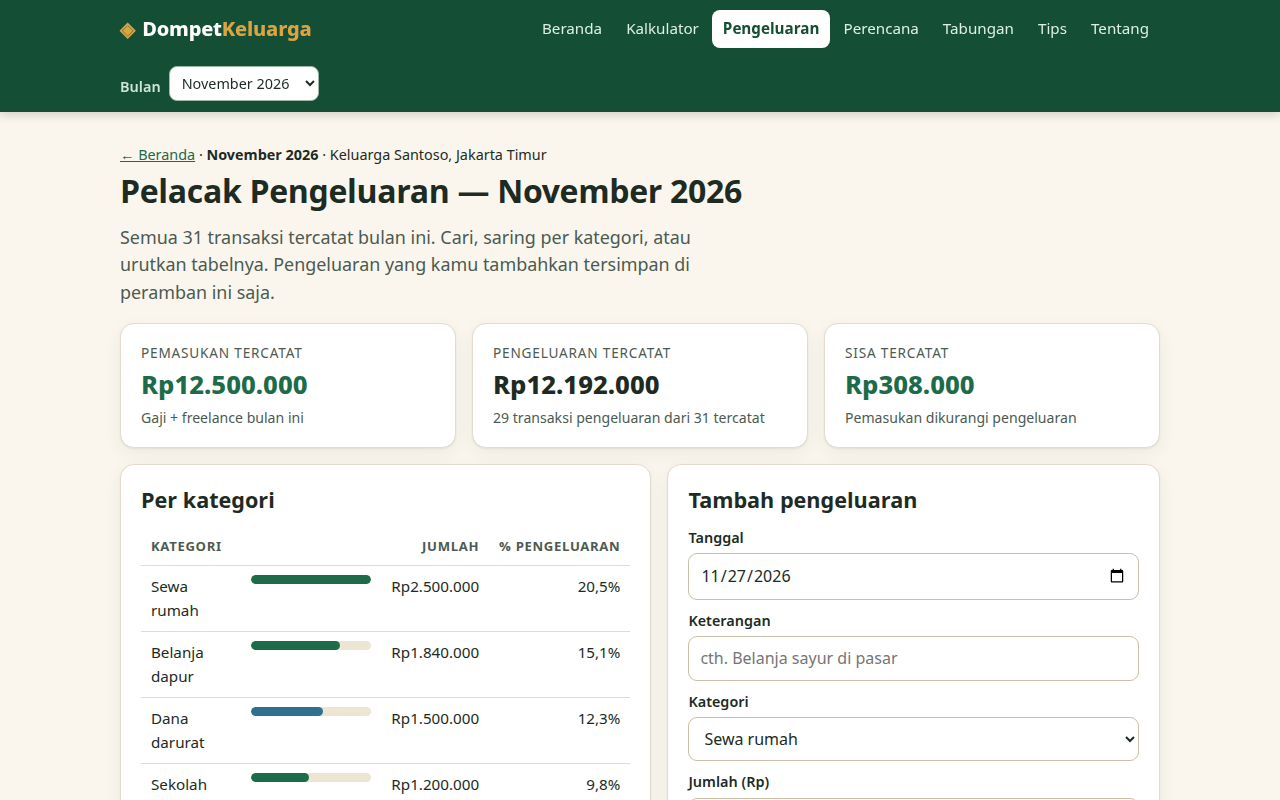 ◈ DompetKeluarga
Beranda
Kalkulator
Pengeluaran
Perencana
Tabungan
Tips
Tentang
Bulan
November 2026
← Beranda · November 2026 · Keluarga Santoso, Jakarta Timur
Pelacak Pengeluaran — November 2026
Semua 31 transaksi tercatat bulan ini. Cari, saring per kategori, atau
urutkan tabelnya. Pengeluaran yang kamu tambahkan tersimpan di
peramban ini saja.
PEMASUKAN TERCATAT
Rp12.500.000
Gaji + freelance bulan ini
PENGELUARAN TERCATAT
Rp12.192.000
29 transaksi pengeluaran dari 31 tercatat
SISA TERCATAT
Rp308.000
Pemasukan dikurangi pengeluaran
Per kategori
KATEGORI JUMLAH % PENGELUARAN
Sewa rumah Rp2.500.000 20,5%
Belanja dapur Rp1.840.000 15,1%
Dana darurat Rp1.500.000 12,3%
Sekolah Rp1.200.000 9,8%
Tambah pengeluaran
Tanggal
11/27/2026
Keterangan
cth. Belanja sayur di pasar
Kategori
Sewa rumah
Jumlah (Rp)